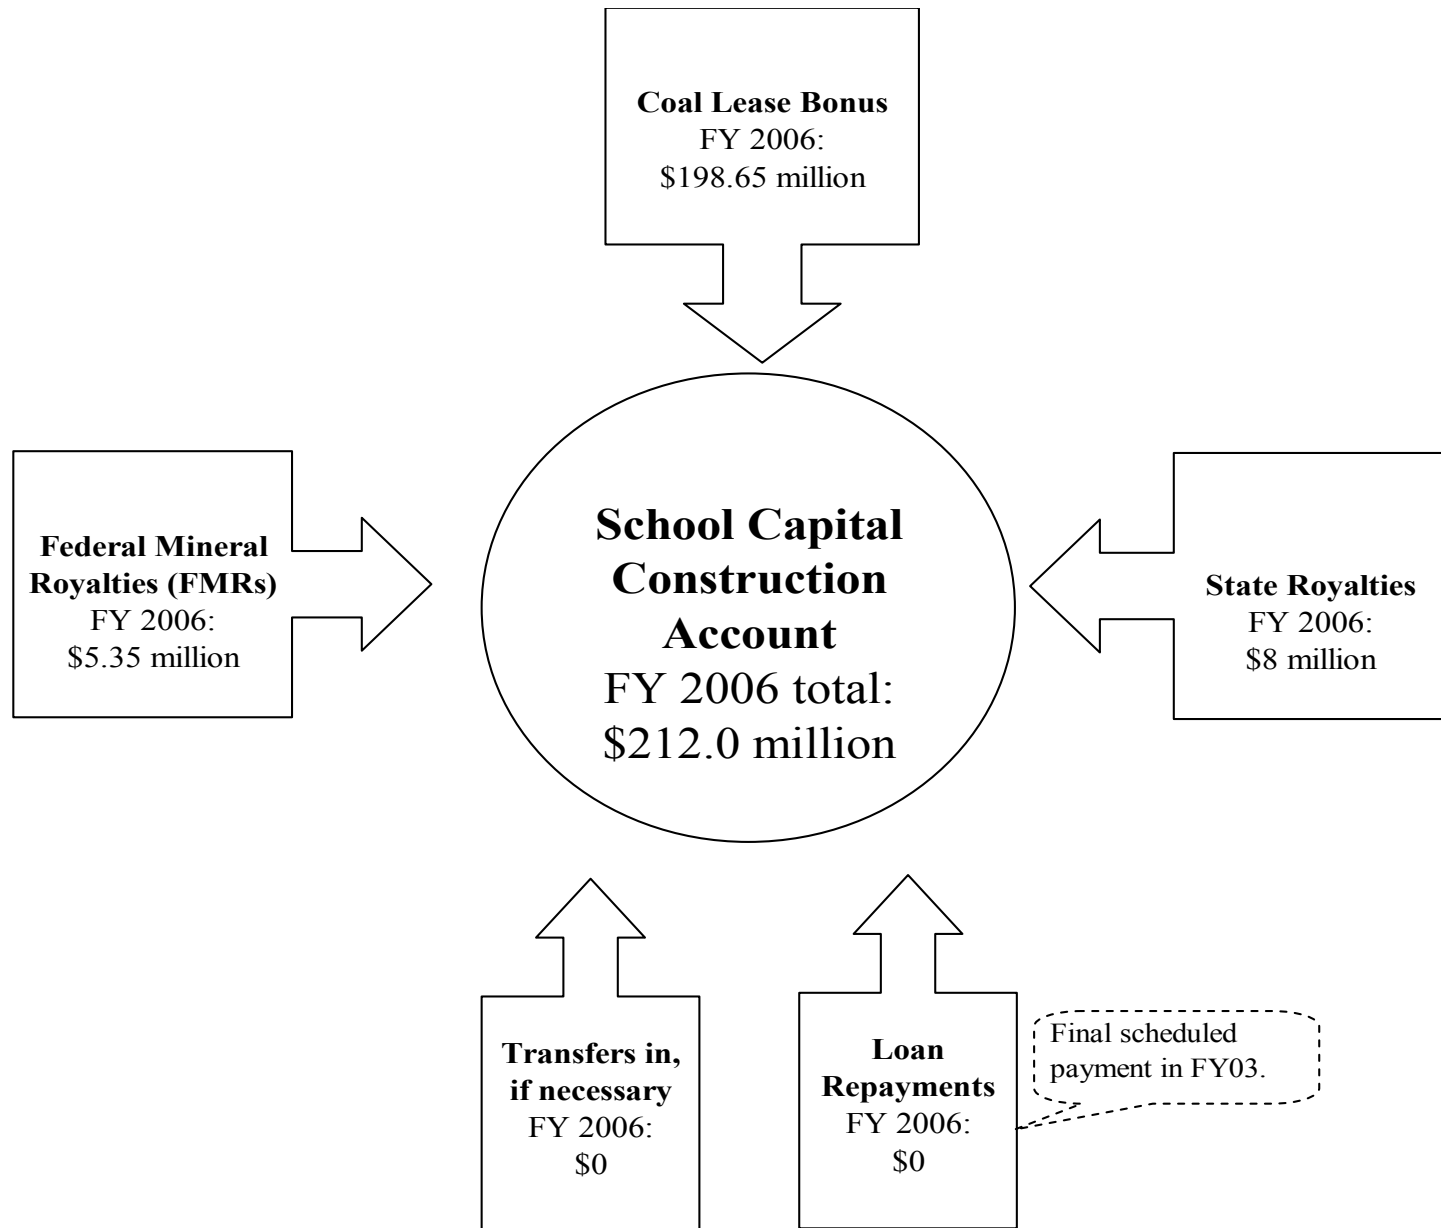 Coal Lease Bonus
FY 2006:
$198.65 million
Federal Mineral
Royalties (FMRs)
FY 2006:
$5.35 million
School Capital
Construction
Account
FY 2006 total:
$212.0 million
State Royalties
FY 2006:
$8 million
Transfers in,
if necessary
FY 2006:
$0
Loan
Repayments
FY 2006:
$0
Final scheduled
payment in FY03.